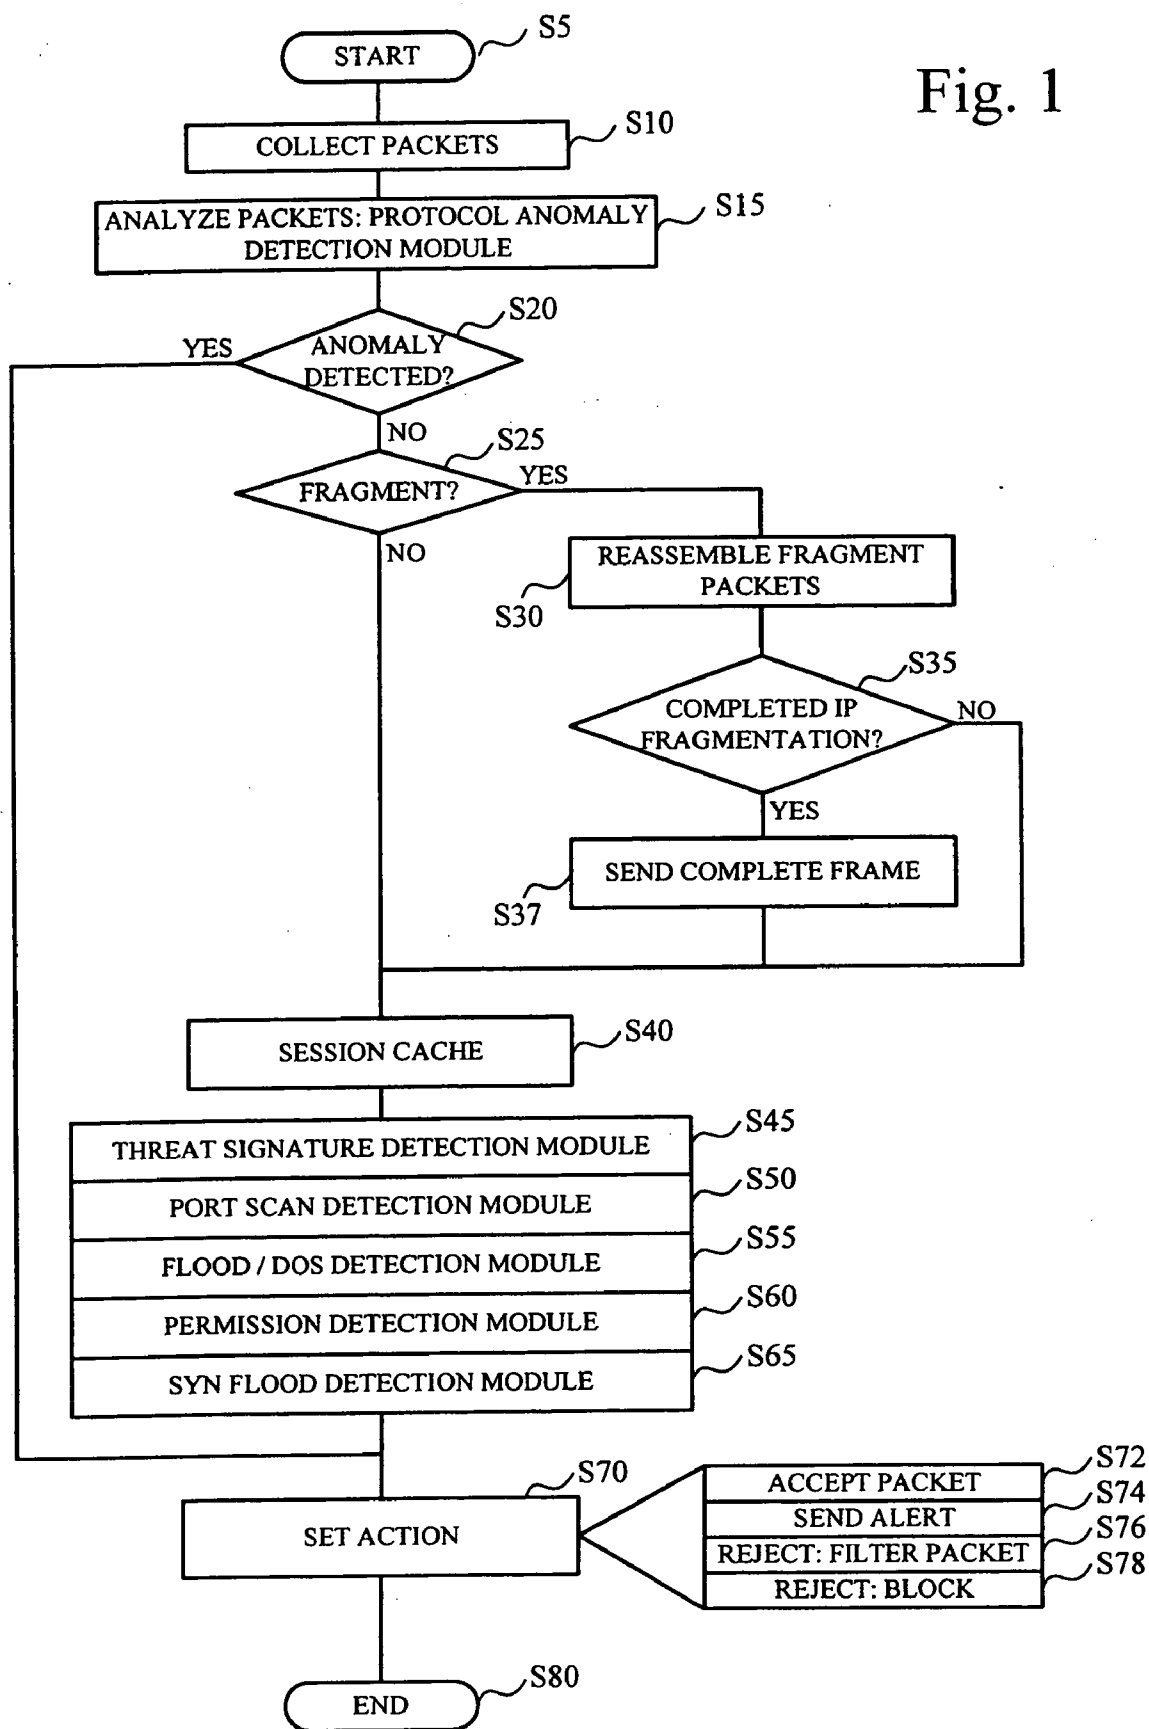 START
S5
Fig. 1
COLLECT PACKETS
S10
ANALYZE PACKETS: PROTOCOL ANOMALY
DETECTION MODULE
S15
ANOMALY
DETECTED?
S20
YES
NO
FRAGMENT?
S25
YES
NO
REASSEMBLE FRAGMENT
PACKETS
S30
COMPLETED IP
FRAGMENTATION?
S35
NO
YES
SEND COMPLETE FRAME
S37
SESSION CACHE
S40
THREAT SIGNATURE DETECTION MODULE
S45
PORT SCAN DETECTION MODULE
S50
FLOOD / DOS DETECTION MODULE
S55
PERMISSION DETECTION MODULE
S60
SYN FLOOD DETECTION MODULE
S65
SET ACTION
S70
ACCEPT PACKET
S72
SEND ALERT
S74
REJECT: FILTER PACKET
S76
REJECT: BLOCK
S78
END
S80